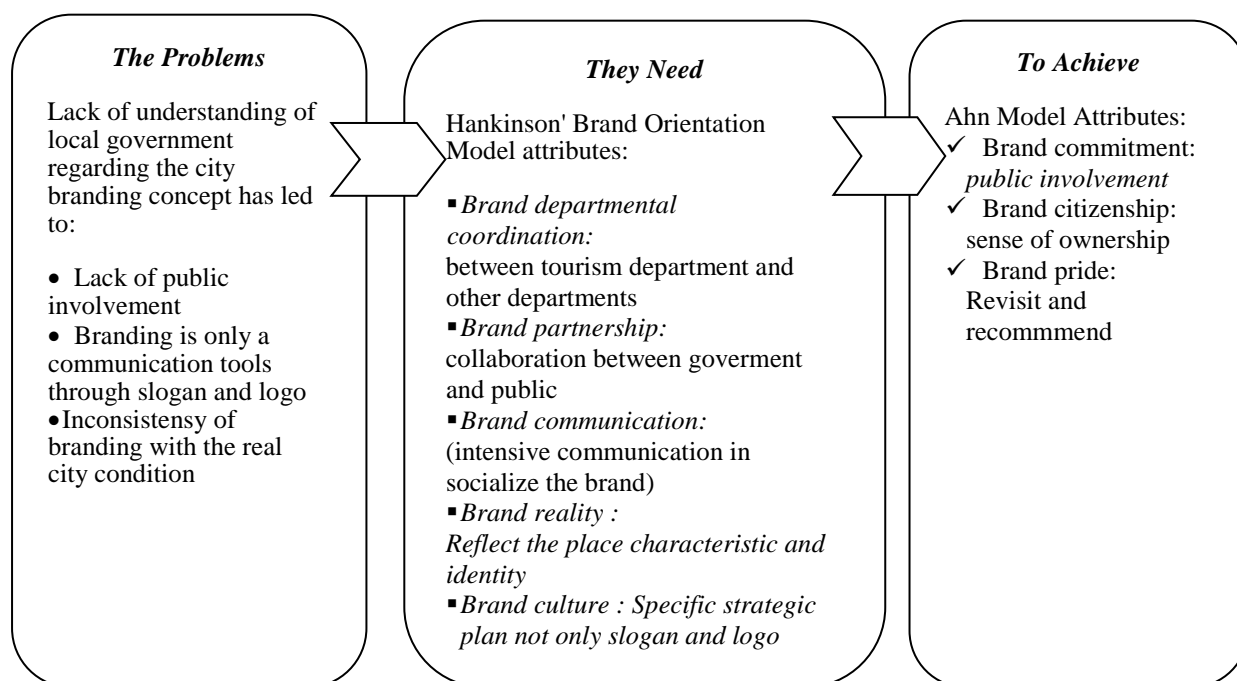 The Problems
Lack of understanding of
local government
regarding the city
branding concept has led
to:
• Lack of public
involvement
• Branding is only a
communication tools
through slogan and logo
•Inconsistensy of
branding with the real
city condition
They Need
Hankinson' Brand Orientation
Model attributes:
▪Brand departmental
coordination:
between tourism department and
other departments
▪Brand partnership:
collaboration between goverment
and public
▪Brand communication:
(intensive communication in
socialize the brand)
▪Brand reality :
Reflect the place characteristic and
identity
▪Brand culture : Specific strategic
plan not only slogan and logo
To Achieve
Ahn Model Attributes:
✓ Brand commitment:
public involvement
✓ Brand citizenship:
sense of ownership
✓ Brand pride:
Revisit and
recommmend